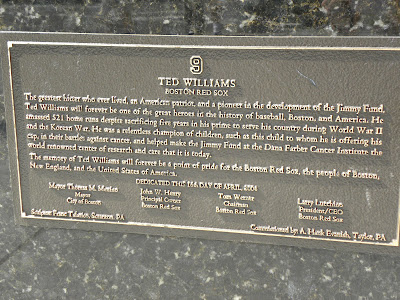 9
TED WILLIAMS
BOSTON RED SOX
The greatest hitter who ever lived, an American patriot, and a pioneer in the development of the Jimmy Fund,
Ted Williams will forever be one of the great heroes in the history of baseball, Boston, and America. He
amassed 521 home runs despite sacrificing five years in his prime to serve his country during World War II
and the Korean War. He was a relentless champion of children, such as this child to whom he is offering his
cap, in their battles against cancer, and helped make the Jimmy Fund at the Dana Farber Cancer Institute the
world renowned center of research and care that it is today.
The memory of Ted Williams will forever be a point of pride for the Boston Red Sox, the people of Boston,
New England, and the United States of America.
DEDICATED THE 16th DAY OF APRIL, 2004
Mayor Thomas M. Menino John W. Henry Tom Werner Larry Lucchino
Mayor Principal Owner Chairman President/CEO
City of Boston Boston Red Sox Boston Red Sox Boston Red Sox
Sculptor: Franc Talarico, Scranton, PA Commissioned by: A. Hank Evanish, Taylor, PA